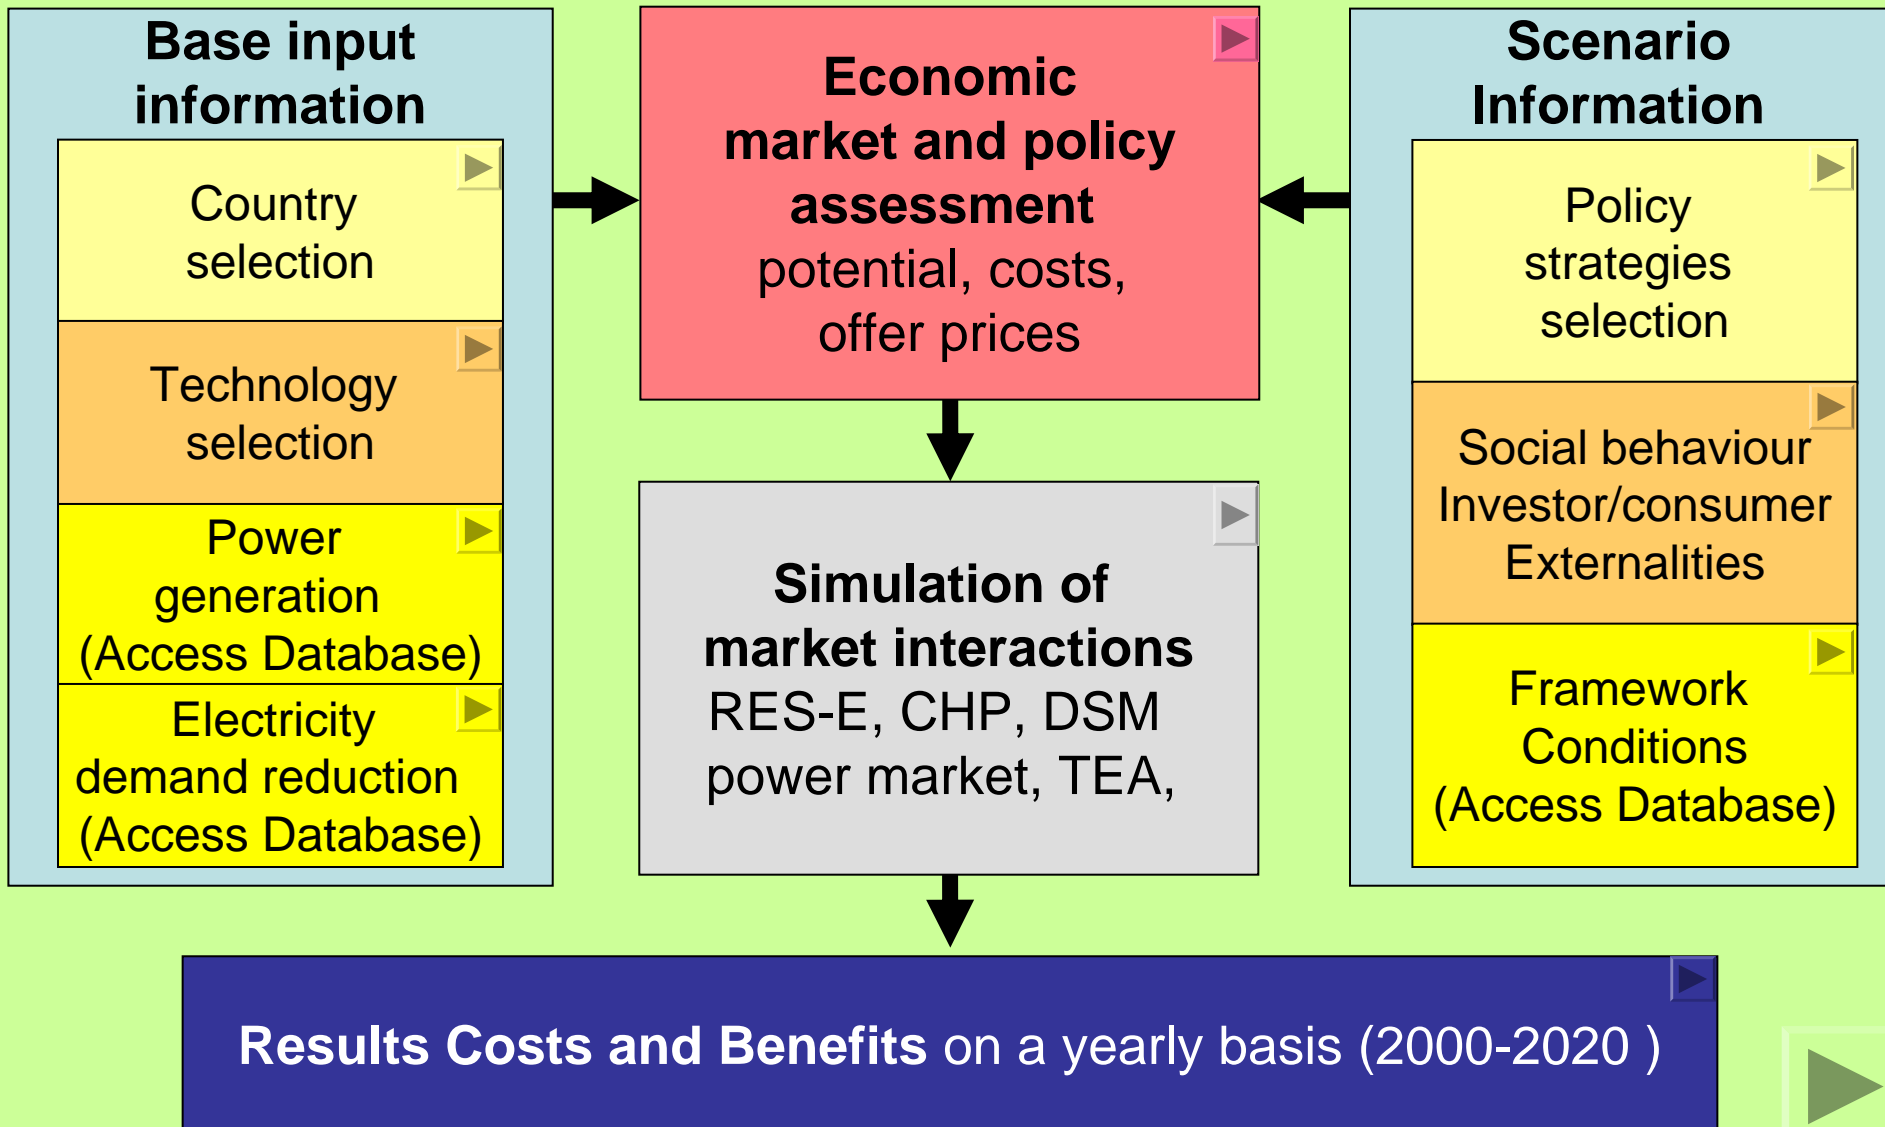 Base input
information
Country
selection
Technology
selection
Power
generation
(Access Database)
Electricity
demand reduction
(Access Database)
Economic
market and policy
assessment
potential, costs,
offer prices
Simulation of
market interactions
RES-E, CHP, DSM
power market, TEA,
Scenario
Information
Policy
strategies
selection
Social behaviour
Investor/consumer
Externalities
Framework
Conditions
(Access Database)
Results Costs and Benefits on a yearly basis (2000-2020 )